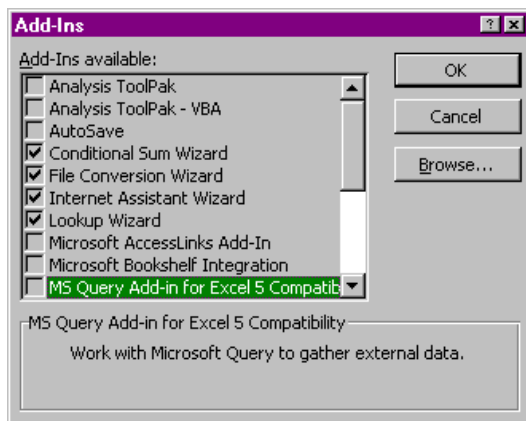 Add-Ins
Add-Ins available:
Analysis ToolPak
Analysis ToolPak - VBA
AutoSave
Conditional Sum Wizard
File Conversion Wizard
Internet Assistant Wizard
Lookup Wizard
Microsoft AccessLinks Add-In
Microsoft Bookshelf Integration
MS Query Add-in for Excel 5 Compatib
OK
Cancel
Browse...
MS Query Add-in for Excel 5 Compatibility
Work with Microsoft Query to gather external data.